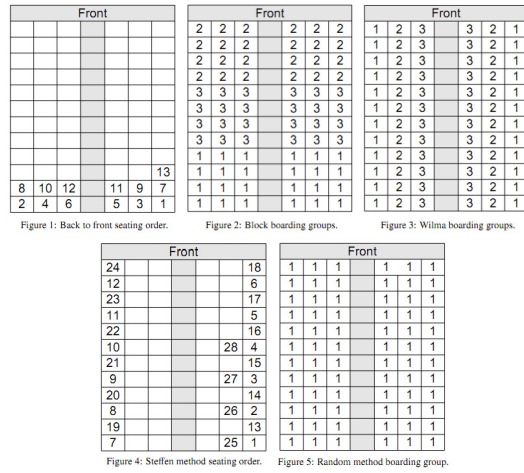 Front
13
8 10 12 11 9 7
2 4 6 5 3 1
Figure 1: Back to front seating order.
Front
2 2 2 2 2 2
2 2 2 2 2 2
2 2 2 2 2 2
2 2 2 2 2 2
3 3 3 3 3 3
3 3 3 3 3 3
3 3 3 3 3 3
3 3 3 3 3 3
1 1 1 1 1 1
1 1 1 1 1 1
1 1 1 1 1 1
1 1 1 1 1 1
Figure 2: Block boarding groups.
Front
1 2 3 3 2 1
1 2 3 3 2 1
1 2 3 3 2 1
1 2 3 3 2 1
1 2 3 3 2 1
1 2 3 3 2 1
1 2 3 3 2 1
1 2 3 3 2 1
1 2 3 3 2 1
1 2 3 3 2 1
1 2 3 3 2 1
1 2 3 3 2 1
Figure 3: Wilma boarding groups.
Front
24 18
12 6
23 17
11 5
22 16
10 28 4
21 15
9 27 3
20 14
8 26 2
19 13
7 25 1
Figure 4: Steffen method seating order.
Front
1 1 1 1 1 1
1 1 1 1 1 1
1 1 1 1 1 1
1 1 1 1 1 1
1 1 1 1 1 1
1 1 1 1 1 1
1 1 1 1 1 1
1 1 1 1 1 1
1 1 1 1 1 1
1 1 1 1 1 1
1 1 1 1 1 1
1 1 1 1 1 1
Figure 5: Random method boarding group.